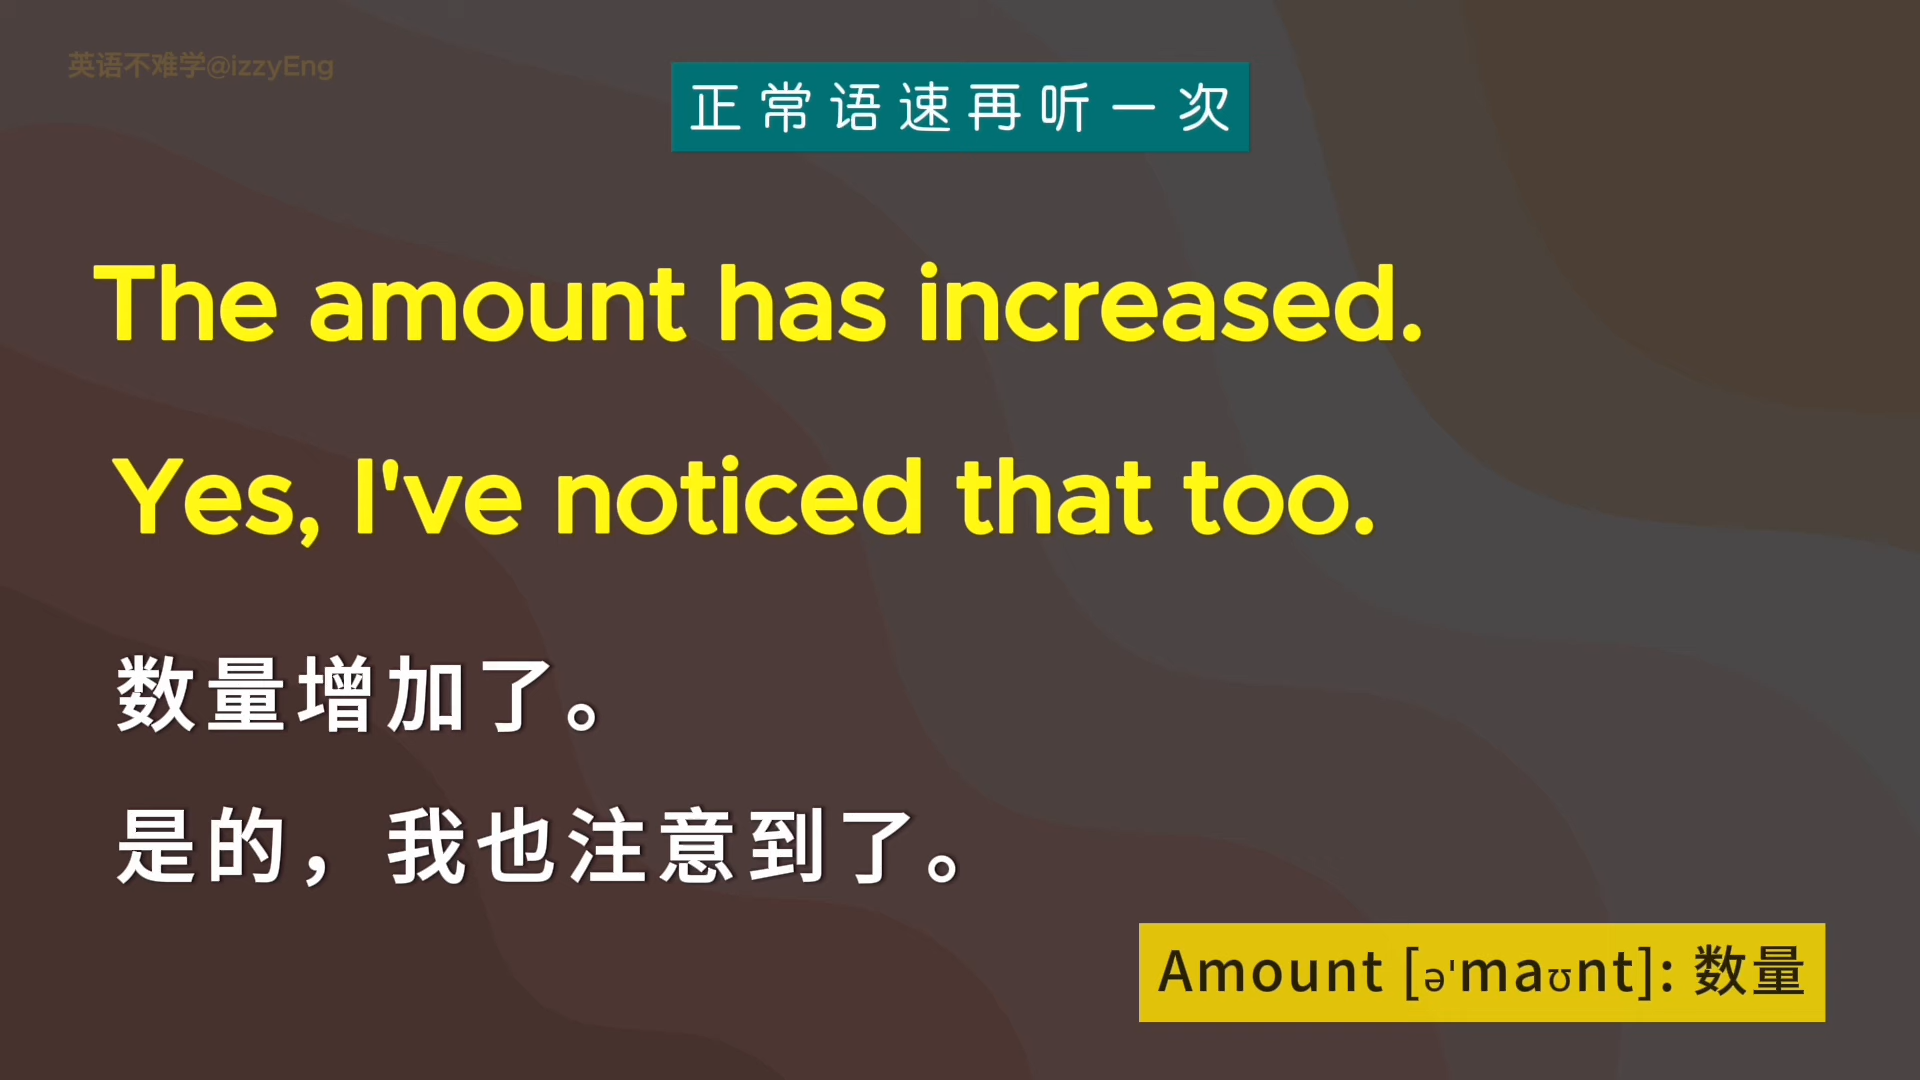 英语不难学@izzyEng
正常语速再听一次
The amount has increased.
Yes, I've noticed that too.
数量增加了。
是的，我也注意到了。
Amount [ə'maʊnt]: 数量